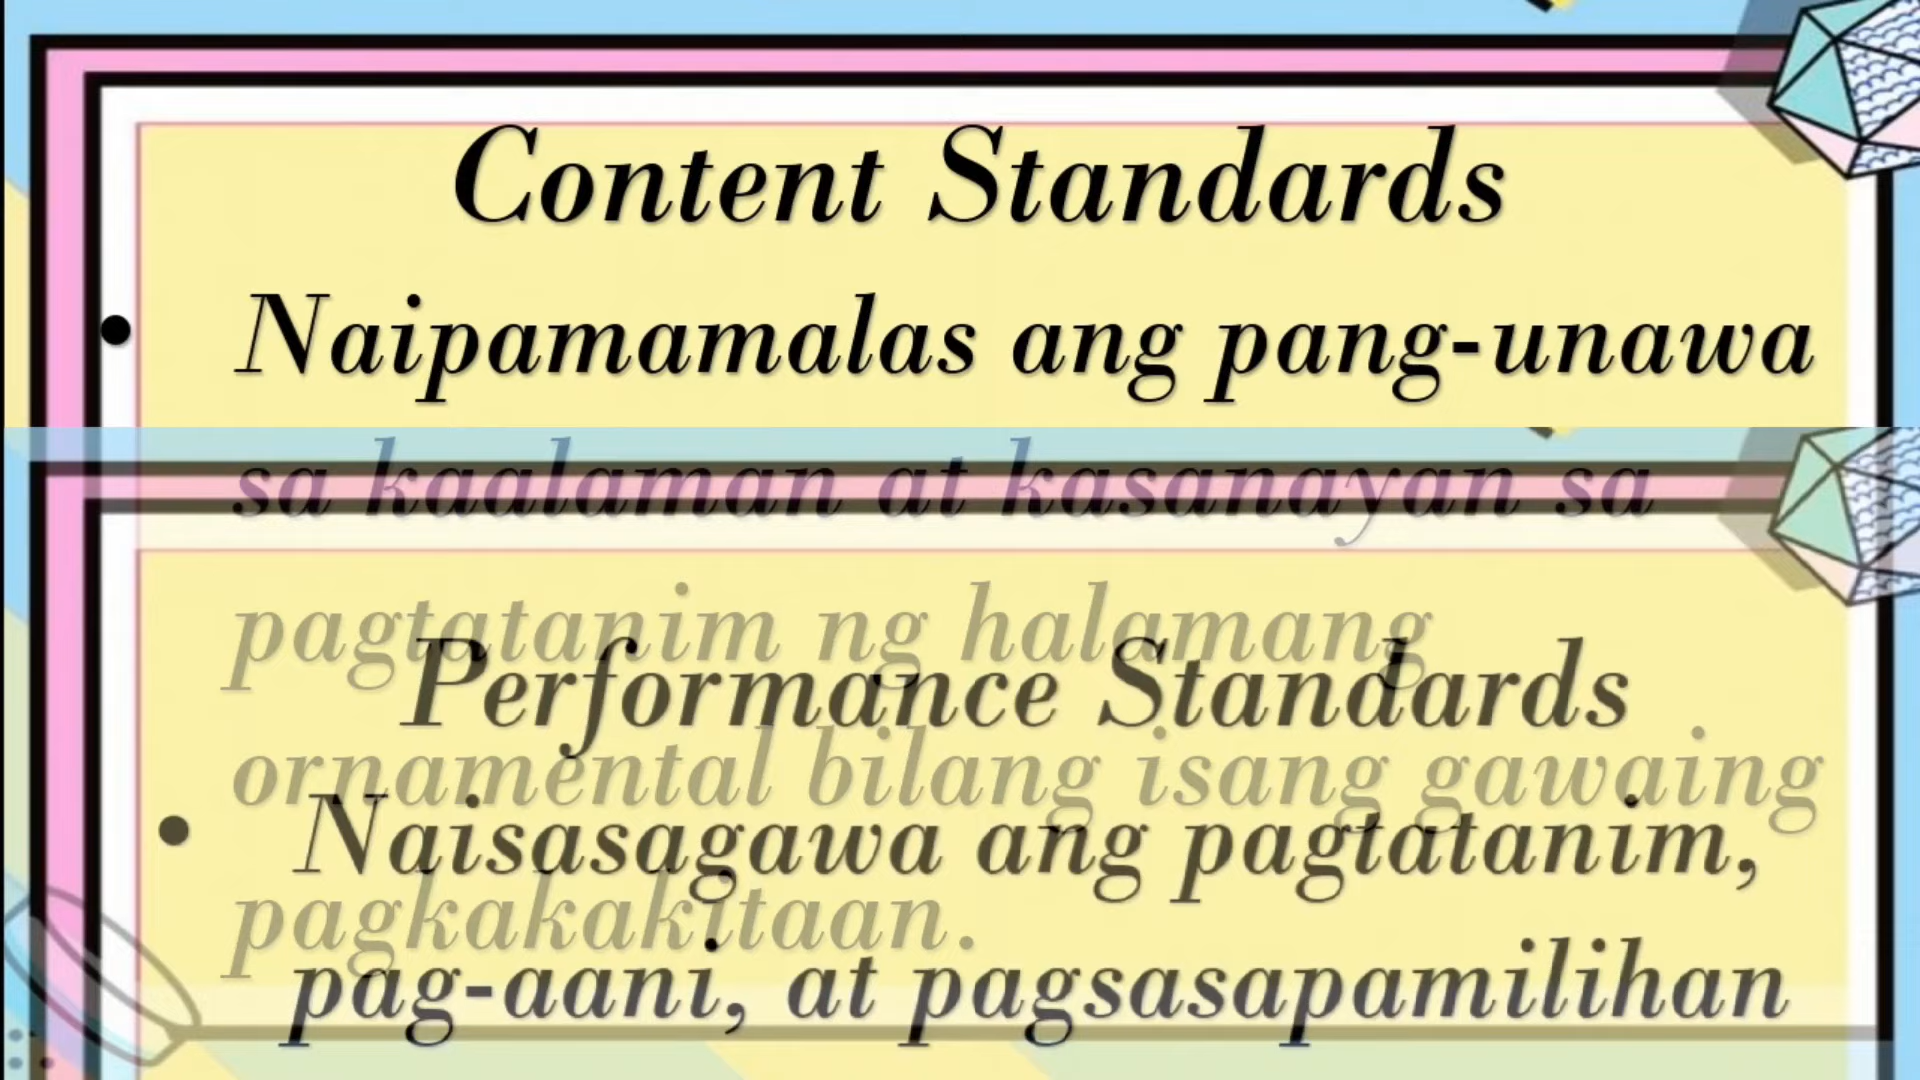 Content Standards
• Naipamamalas ang pang-unawa
sa kaalaman at kasanayan sa
pagtatanim ng halamang
ornamental bilang isang gawaing
pagkakakitaan.
Performance Standards
• Naisasagawa ang pagtatanim,
pag-aani, at pagsasapamilihan